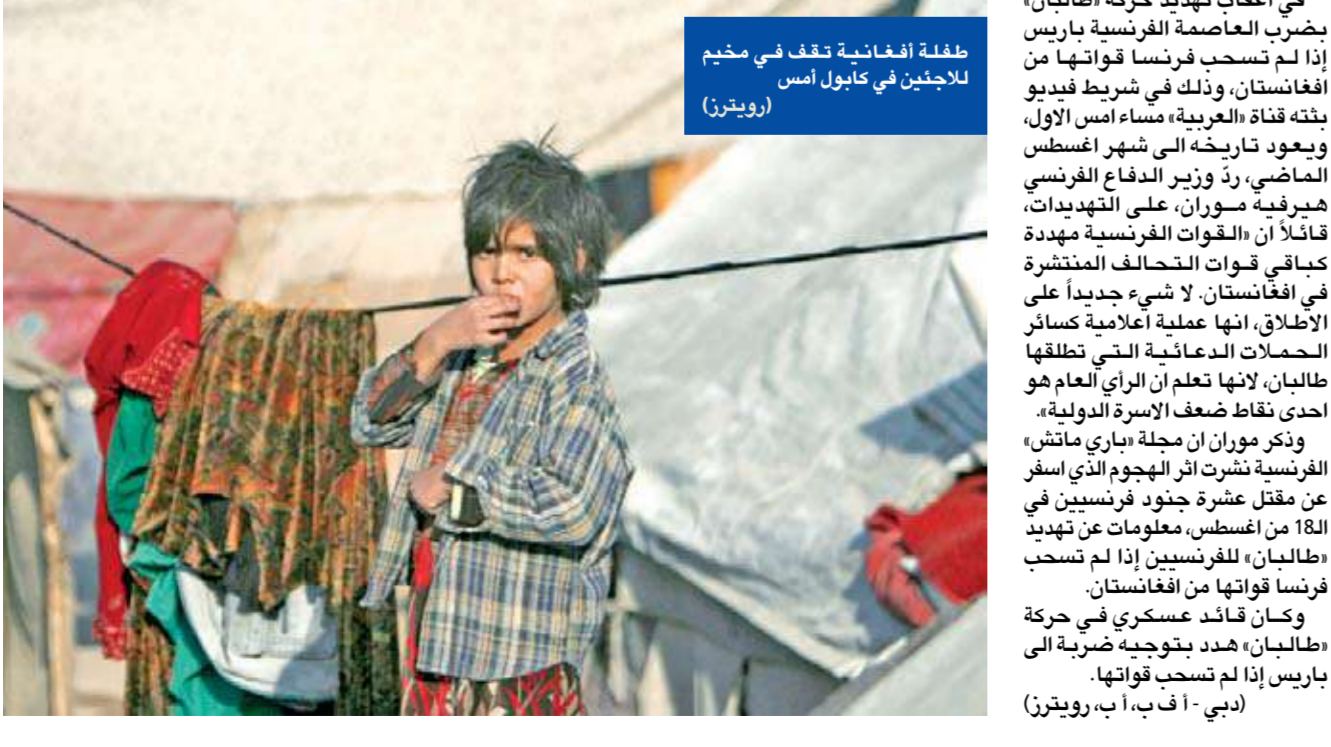 في اعقاب تهديد حركة «طالبان»
بضرب العاصمة الفرنسية باريس
إذا لم تسحب فرنسا قواتها من
افغانستان، وذلك في شريط فيديو
بثته قناة «العربية» مساء امس الاول،
ويعود تاريخه الى شهر اغسطس
الماضي، ردّ وزير الدفاع الفرنسي
هيرفيه موران، على التهديدات،
قائلاً ان «القوات الفرنسية مهددة
كباقي قوات التحالف المنتشرة
في افغانستان. لا شيء جديداً على
الاطلاق، انها عملية اعلامية كسائر
الحملات الدعائية التي تطلقها
طالبان، لانها تعلم ان الرأي العام هو
احدى نقاط ضعف الاسرة الدولية».
وذكر موران ان مجلة «باري ماتش»
الفرنسية نشرت اثر الهجوم الذي اسفر
عن مقتل عشرة جنود فرنسيين في
الـ18 من اغسطس، معلومات عن تهديد
«طالبان» للفرنسيين إذا لم تسحب
فرنسا قواتها من افغانستان.
وكان قائد عسكري في حركة
«طالبان» هدد بتوجيه ضربة الى
باريس إذا لم تسحب قواتها.
(دبي - أ ف ب، أ ب، رويترز)
طفلة أفغانية تقف في مخيم
للاجئين في كابول أمس
(رويترز)